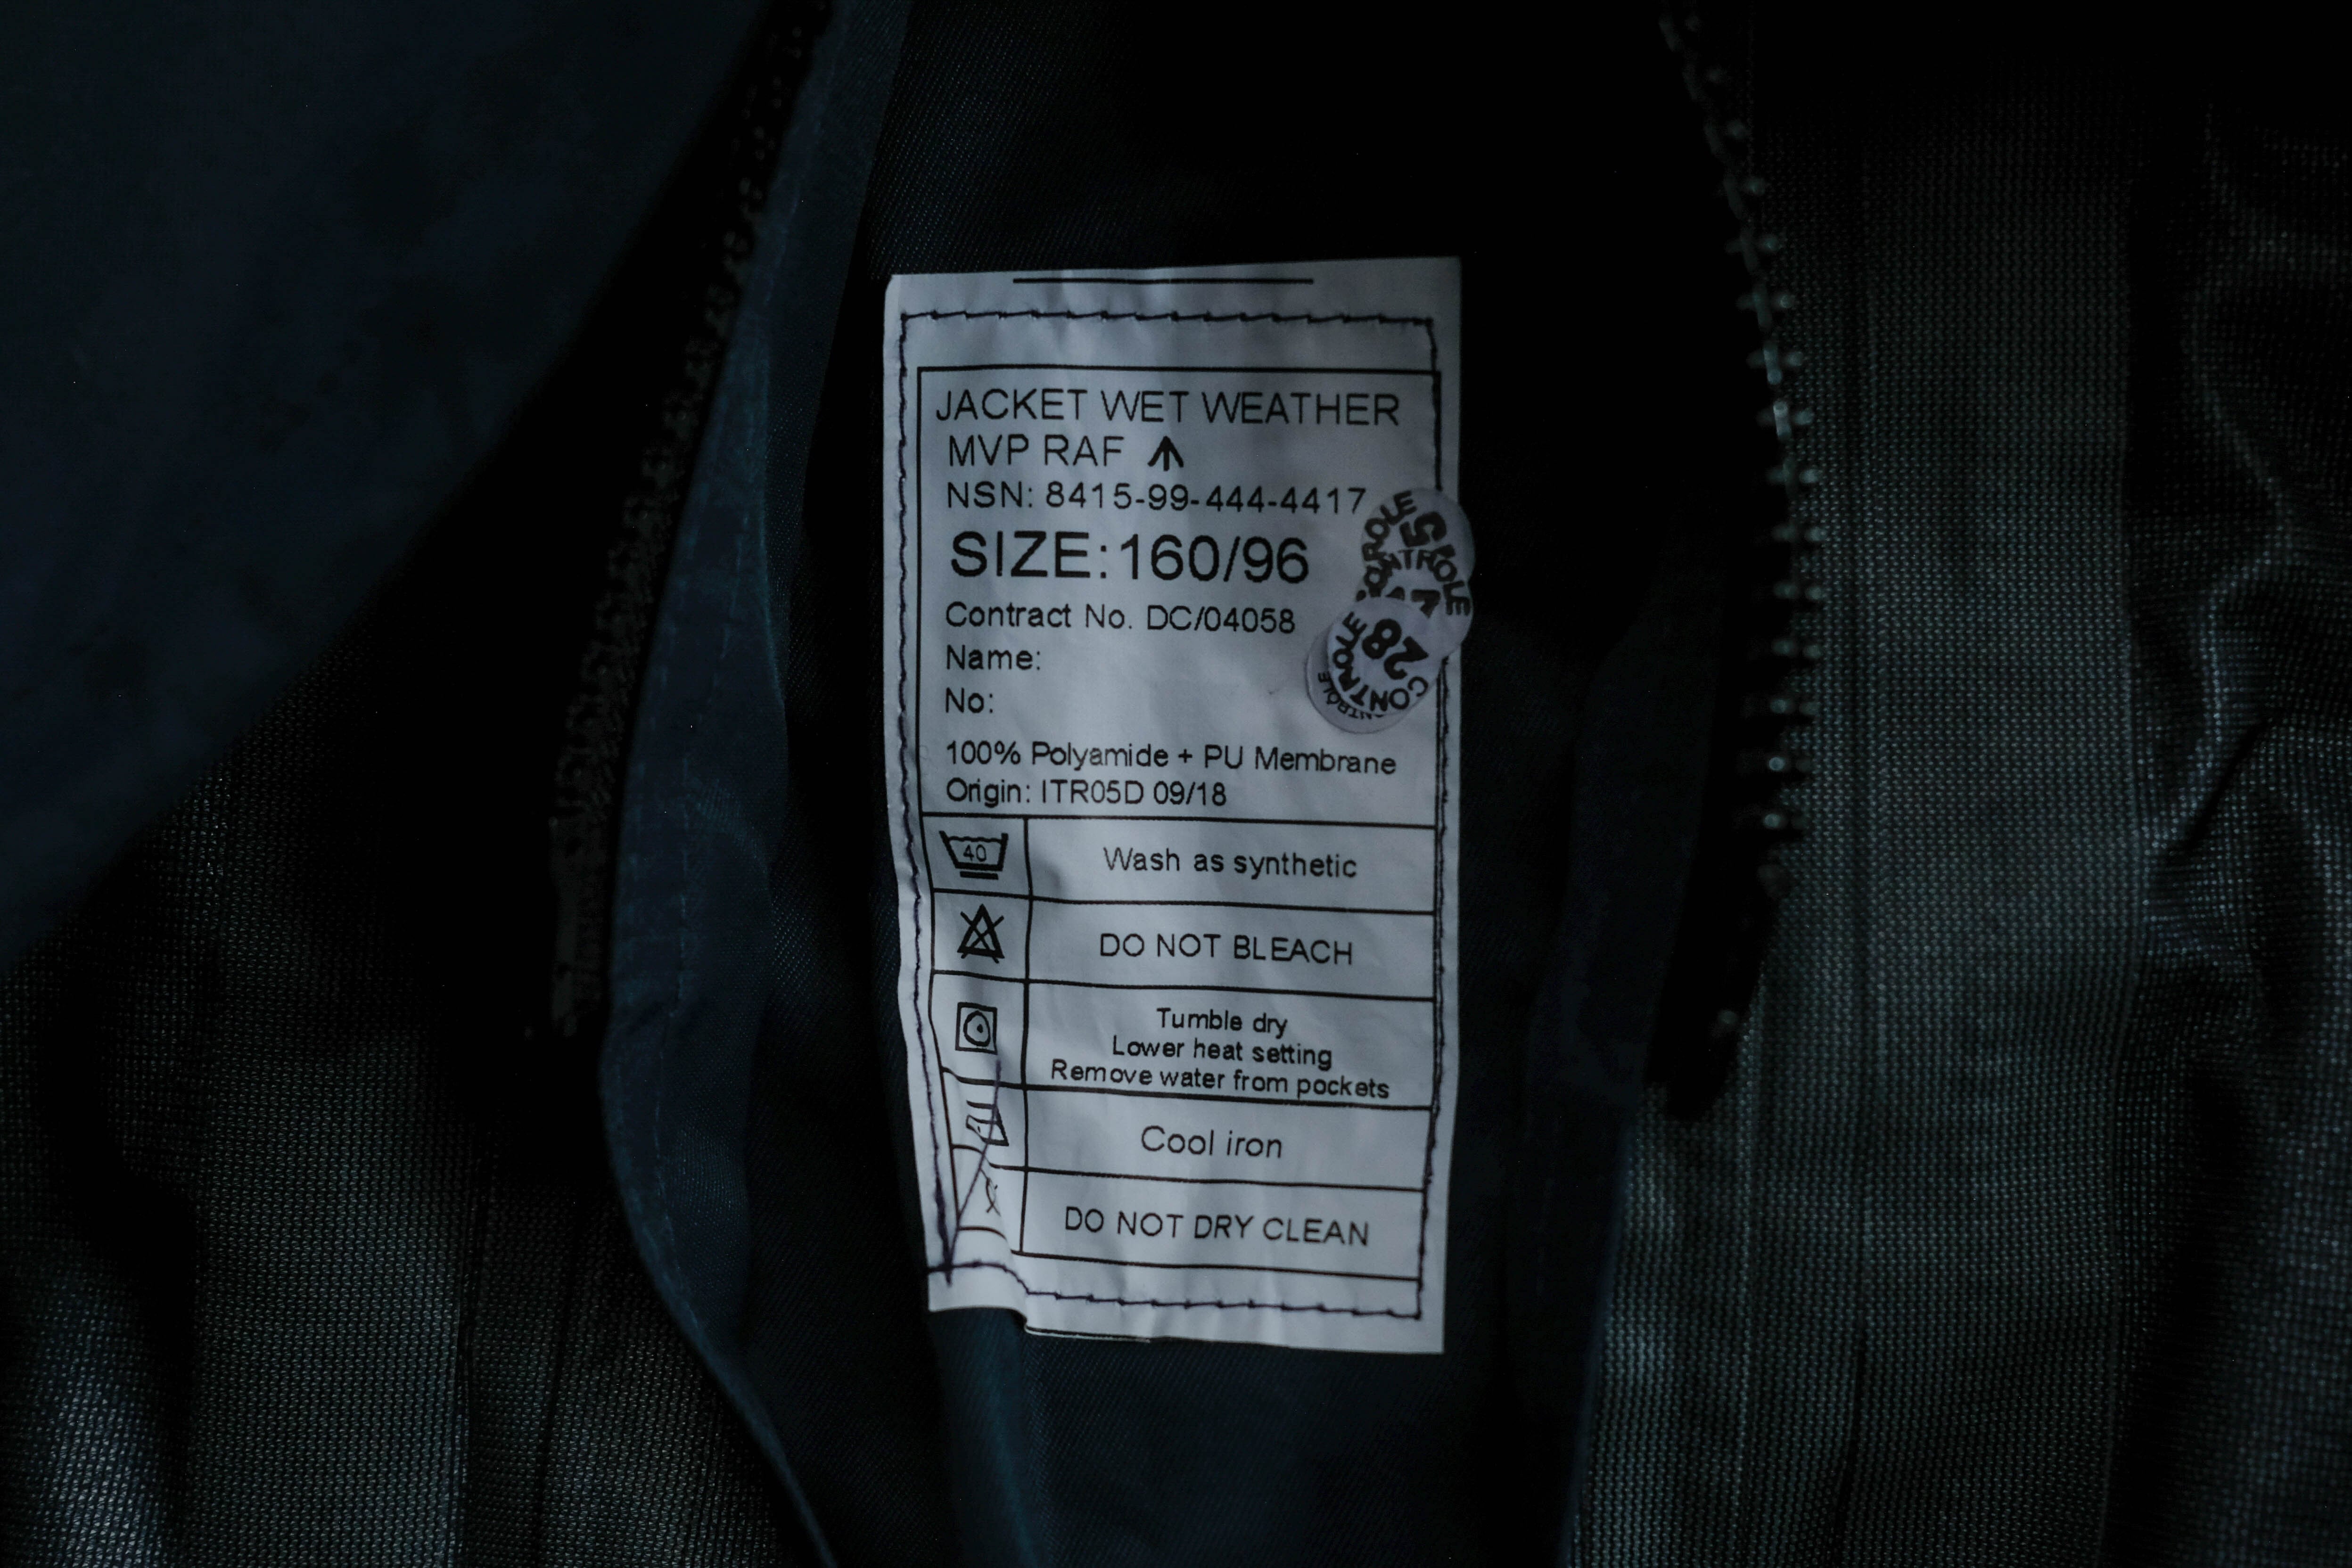 JACKET WET WEATHER
MVP RAF
NSN: 8415-99-444-4417
SIZE:160/96
Contract No. DC/04058
Name:
No:
100% Polyamide + PU Membrane
Origin: ITR05D 09/18
40
Wash as synthetic
DO NOT BLEACH
Tumble dry
Lower heat setting
Remove water from pockets
Cool iron
DO NOT DRY CLEAN
CONTROLE
28
CONTROLE